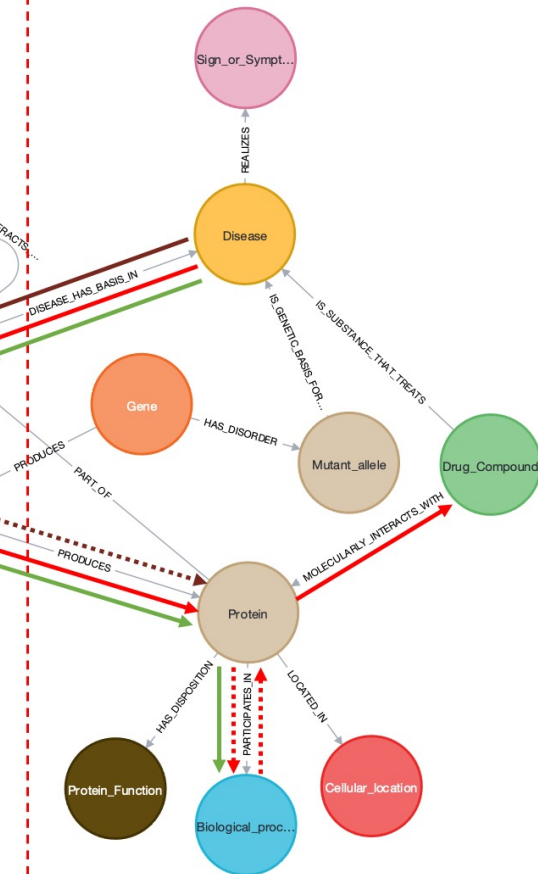 Sign_or_Sympt...
REALIZES
ERACTS_...
Disease
DISEASE_HAS_BASIS_IN
IS_GENETIC_BASIS_FOR...
IS_SUBSTANCE_THAT_TREATS
Gene
HAS_DISORDER
Mutant_allele
Drug_Compound
PRODUCES
PART_OF
MOLECULARLY_INTERACTS_WITH
PRODUCES
Protein
HAS_DISPOSITION
PARTICIPATES_IN
LOCATED_IN
Protein_Function
Cellular_location
Biological_proc...